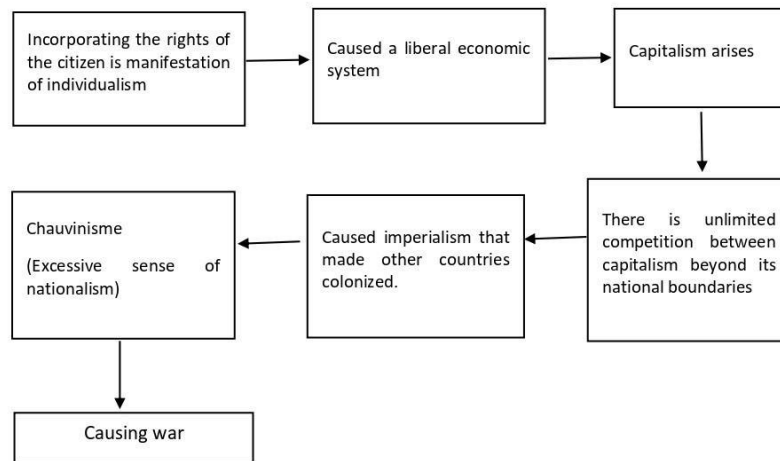 Incorporating the rights of
the citizen is manifestation
of individualism
Caused a liberal economic
system
Capitalism arises
There is unlimited
competition between
capitalism beyond its
national boundaries
Caused imperialism that
made other countries
colonized.
Chauvinisme
(Excessive sense of
nationalism)
Causing war